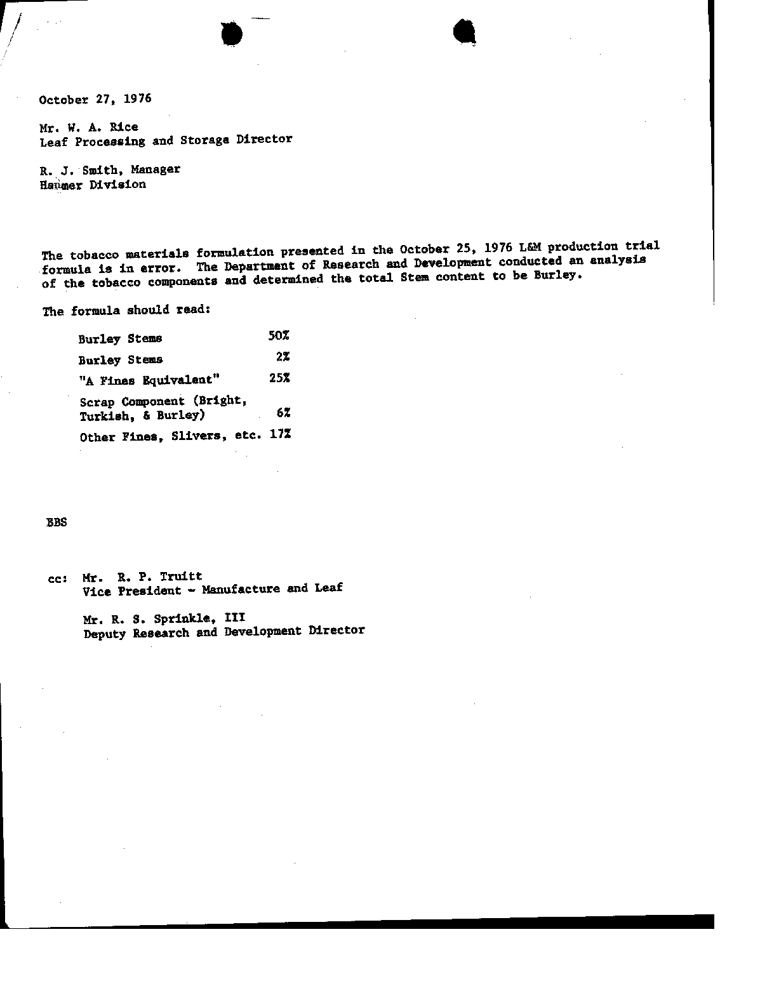 October 27, 1976
Mr. W. A. Rice
Leaf Processing and Storage Director
R. J. Smith, Manager
Hanmer Division
The tobacco materials formulation presented in the October 25, 1976 L&M production trial
formula is in error. The Department of Research and Development conducted an analysis
of the tobacco components and determined the total Stem content to be Burley.
The formula should read:
Burley Stems 50%
Burley Stems 2%
"A Fines Equivalent" 25%
Scrap Component (Bright,
Turkish, & Burley) 6%
Other Fines, Slivers, etc. 17%
BBS
cc: Mr. R. P. Truitt
Vice President - Manufacture and Leaf
Mr. R. S. Sprinkle, III
Deputy Research and Development Director